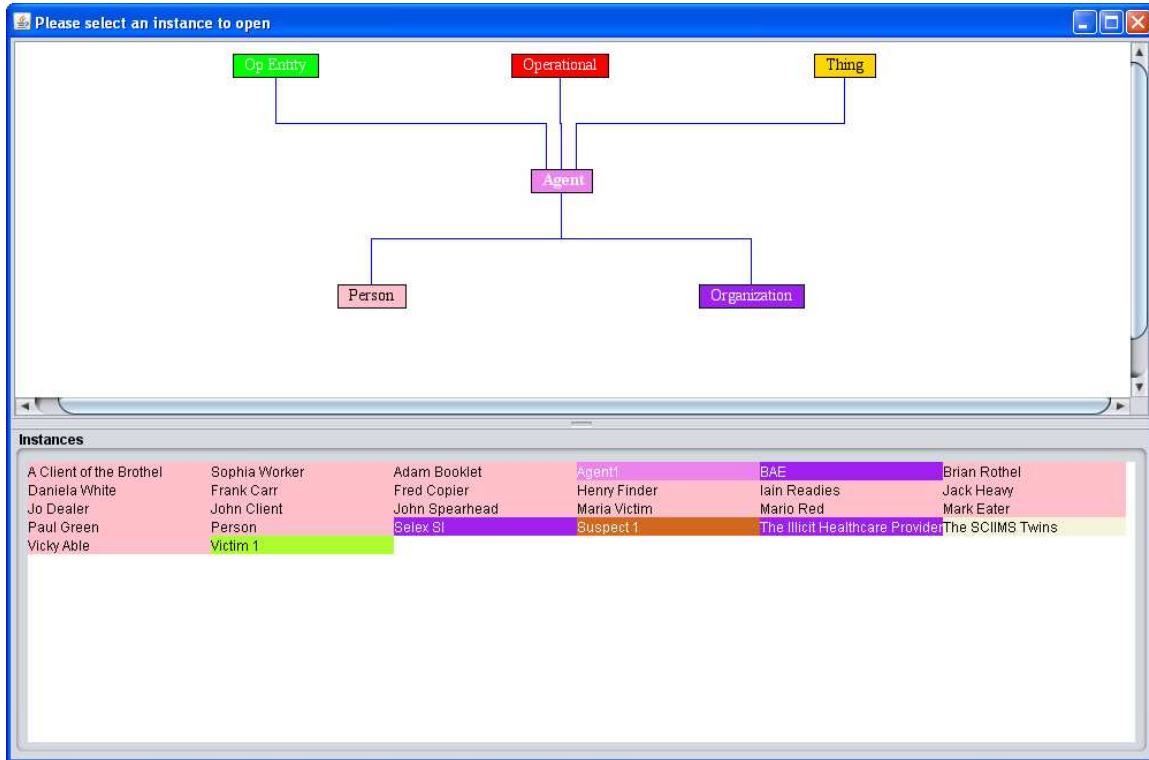 Please select an instance to open
Op Entity Operational Thing
Agent
Person Organization
Instances
A Client of the Brothel Sophia Worker Adam Booklet Agent1 BAE Brian Rothel
Daniela White Frank Carr Fred Copier Henry Finder Iain Readies Jack Heavy
Jo Dealer John Client John Spearhead Maria Victim Mario Red Mark Eater
Paul Green Person Selex SI Suspect 1 The Illicit Healthcare Provider The SCIIMS Twins
Vicky Able Victim 1